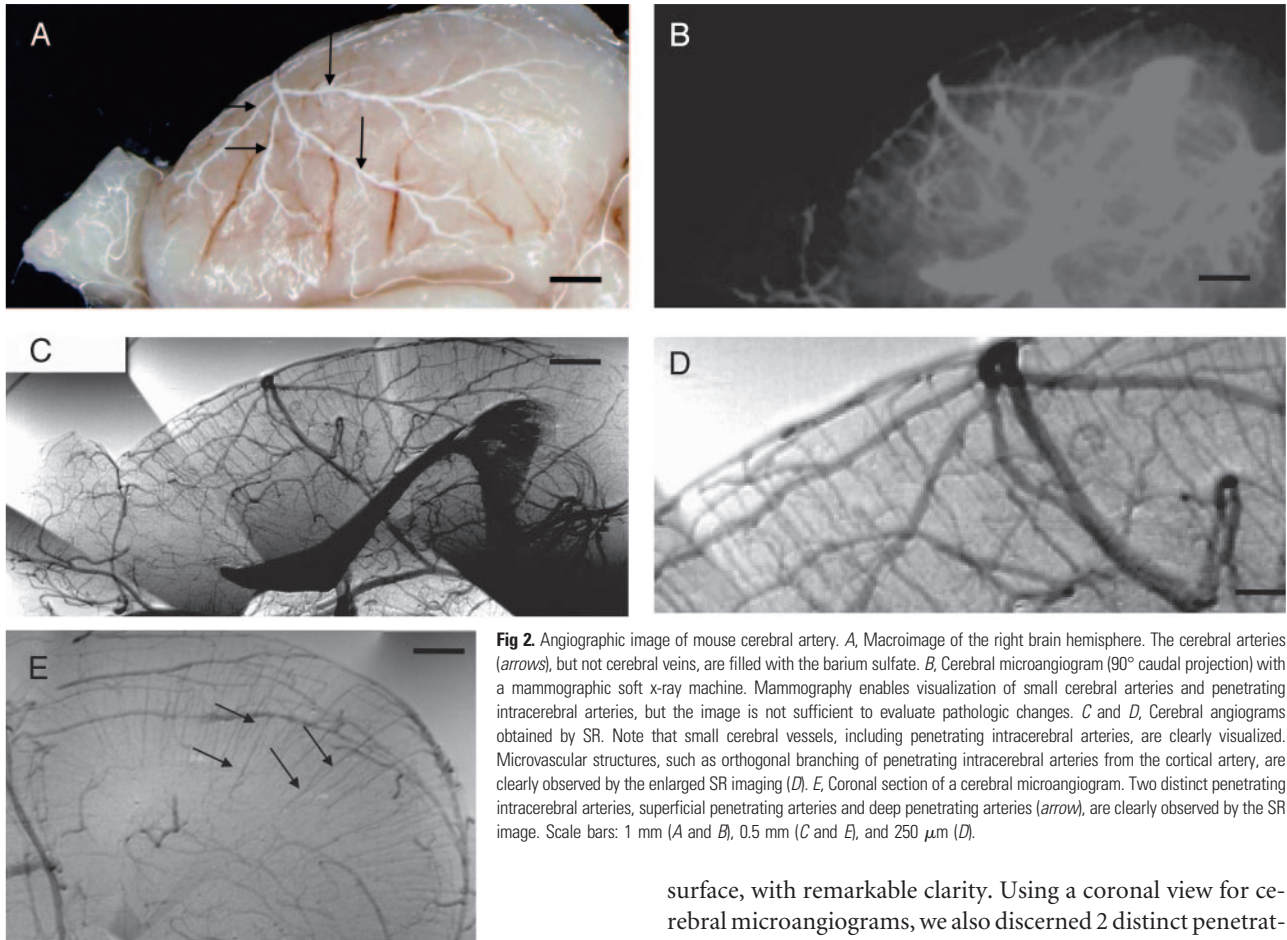 A
B
C
D
E
Fig 2. Angiographic image of mouse cerebral artery. A, Macroimage of the right brain hemisphere. The cerebral arteries
(arrows), but not cerebral veins, are filled with the barium sulfate. B, Cerebral microangiogram (90° caudal projection) with
a mammographic soft x-ray machine. Mammography enables visualization of small cerebral arteries and penetrating
intracerebral arteries, but the image is not sufficient to evaluate pathologic changes. C and D, Cerebral angiograms
obtained by SR. Note that small cerebral vessels, including penetrating intracerebral arteries, are clearly visualized.
Microvascular structures, such as orthogonal branching of penetrating intracerebral arteries from the cortical artery, are
clearly observed by the enlarged SR imaging (D). E, Coronal section of a cerebral microangiogram. Two distinct penetrating
intracerebral arteries, superficial penetrating arteries and deep penetrating arteries (arrow), are clearly observed by the SR
image. Scale bars: 1 mm (A and B), 0.5 mm (C and E), and 250 μm (D).
surface, with remarkable clarity. Using a coronal view for ce-
rebral microangiograms, we also discerned 2 distinct penetrat-